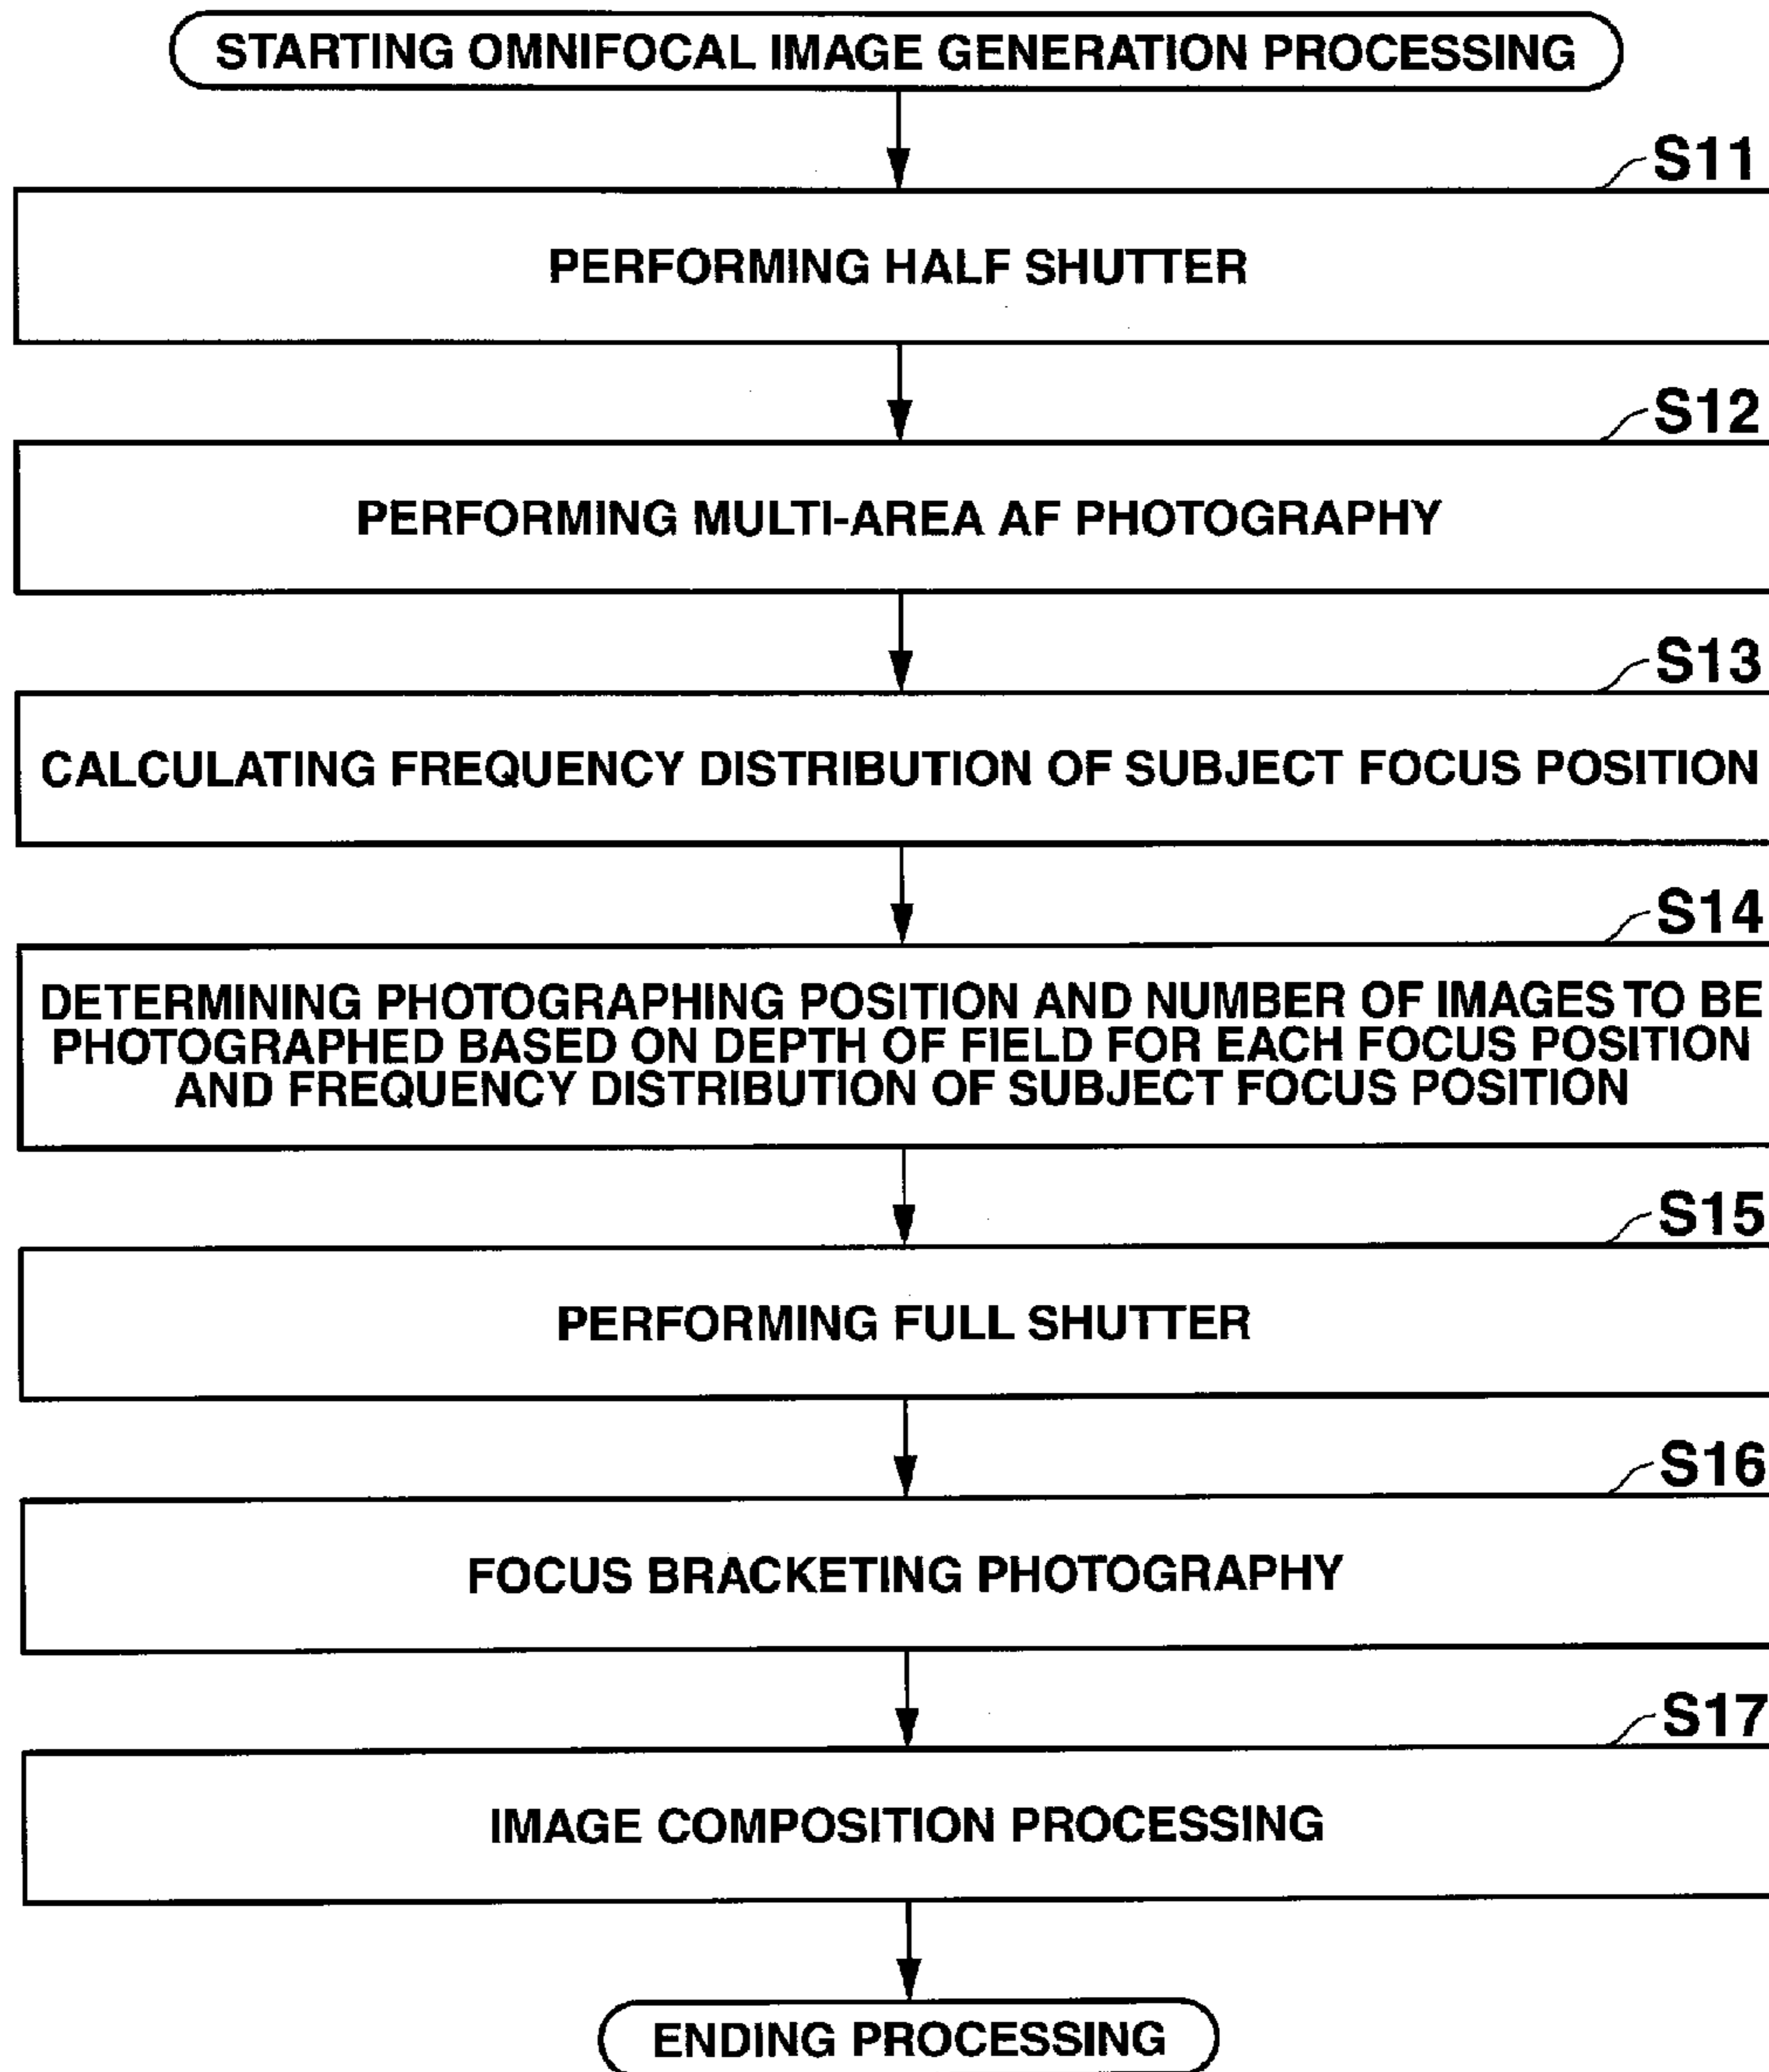 STARTING OMNIFOCAL IMAGE GENERATION PROCESSING
S11
PERFORMING HALF SHUTTER
S12
PERFORMING MULTI-AREA AF PHOTOGRAPHY
S13
CALCULATING FREQUENCY DISTRIBUTION OF SUBJECT FOCUS POSITION
S14
DETERMINING PHOTOGRAPHING POSITION AND NUMBER OF IMAGES TO BE
PHOTOGRAPHED BASED ON DEPTH OF FIELD FOR EACH FOCUS POSITION
AND FREQUENCY DISTRIBUTION OF SUBJECT FOCUS POSITION
S15
PERFORMING FULL SHUTTER
S16
FOCUS BRACKETING PHOTOGRAPHY
S17
IMAGE COMPOSITION PROCESSING
ENDING PROCESSING